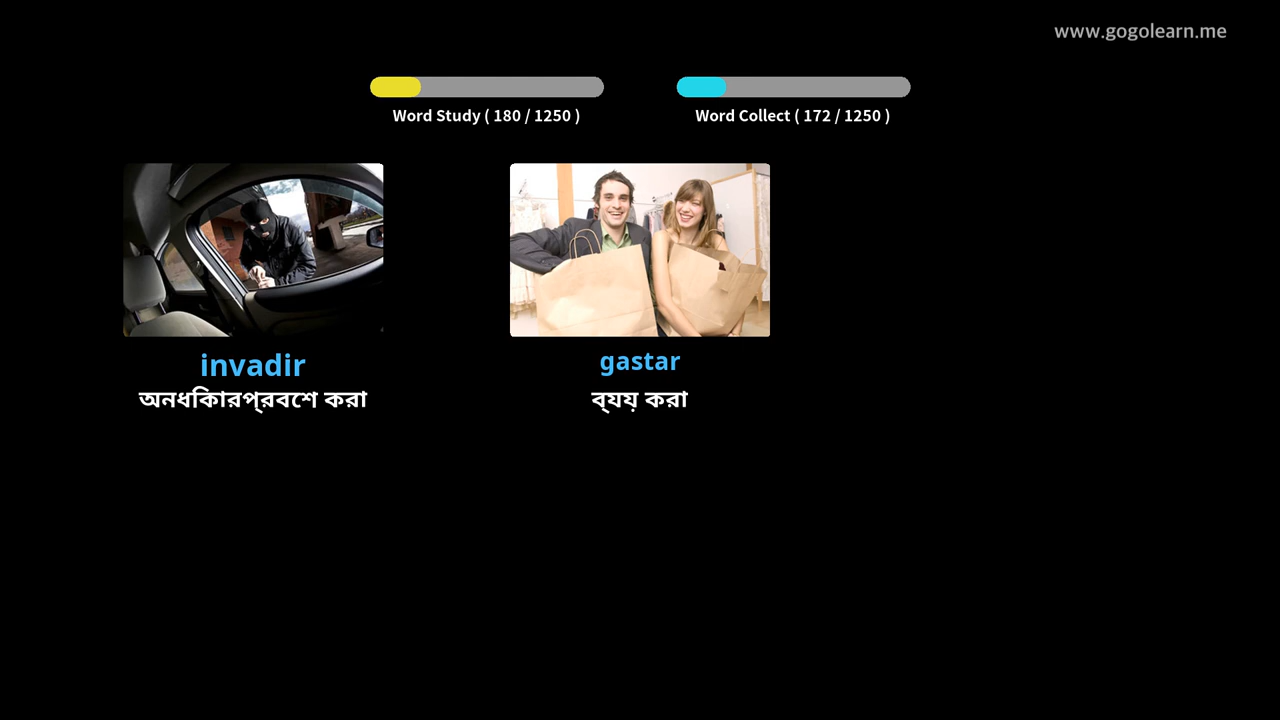 www.gogolearn.me
Word Study ( 180 / 1250 )
Word Collect ( 172 / 1250 )
invadir
অনধিকারপ্রবেশ করা
gastar
ব্যয় করা